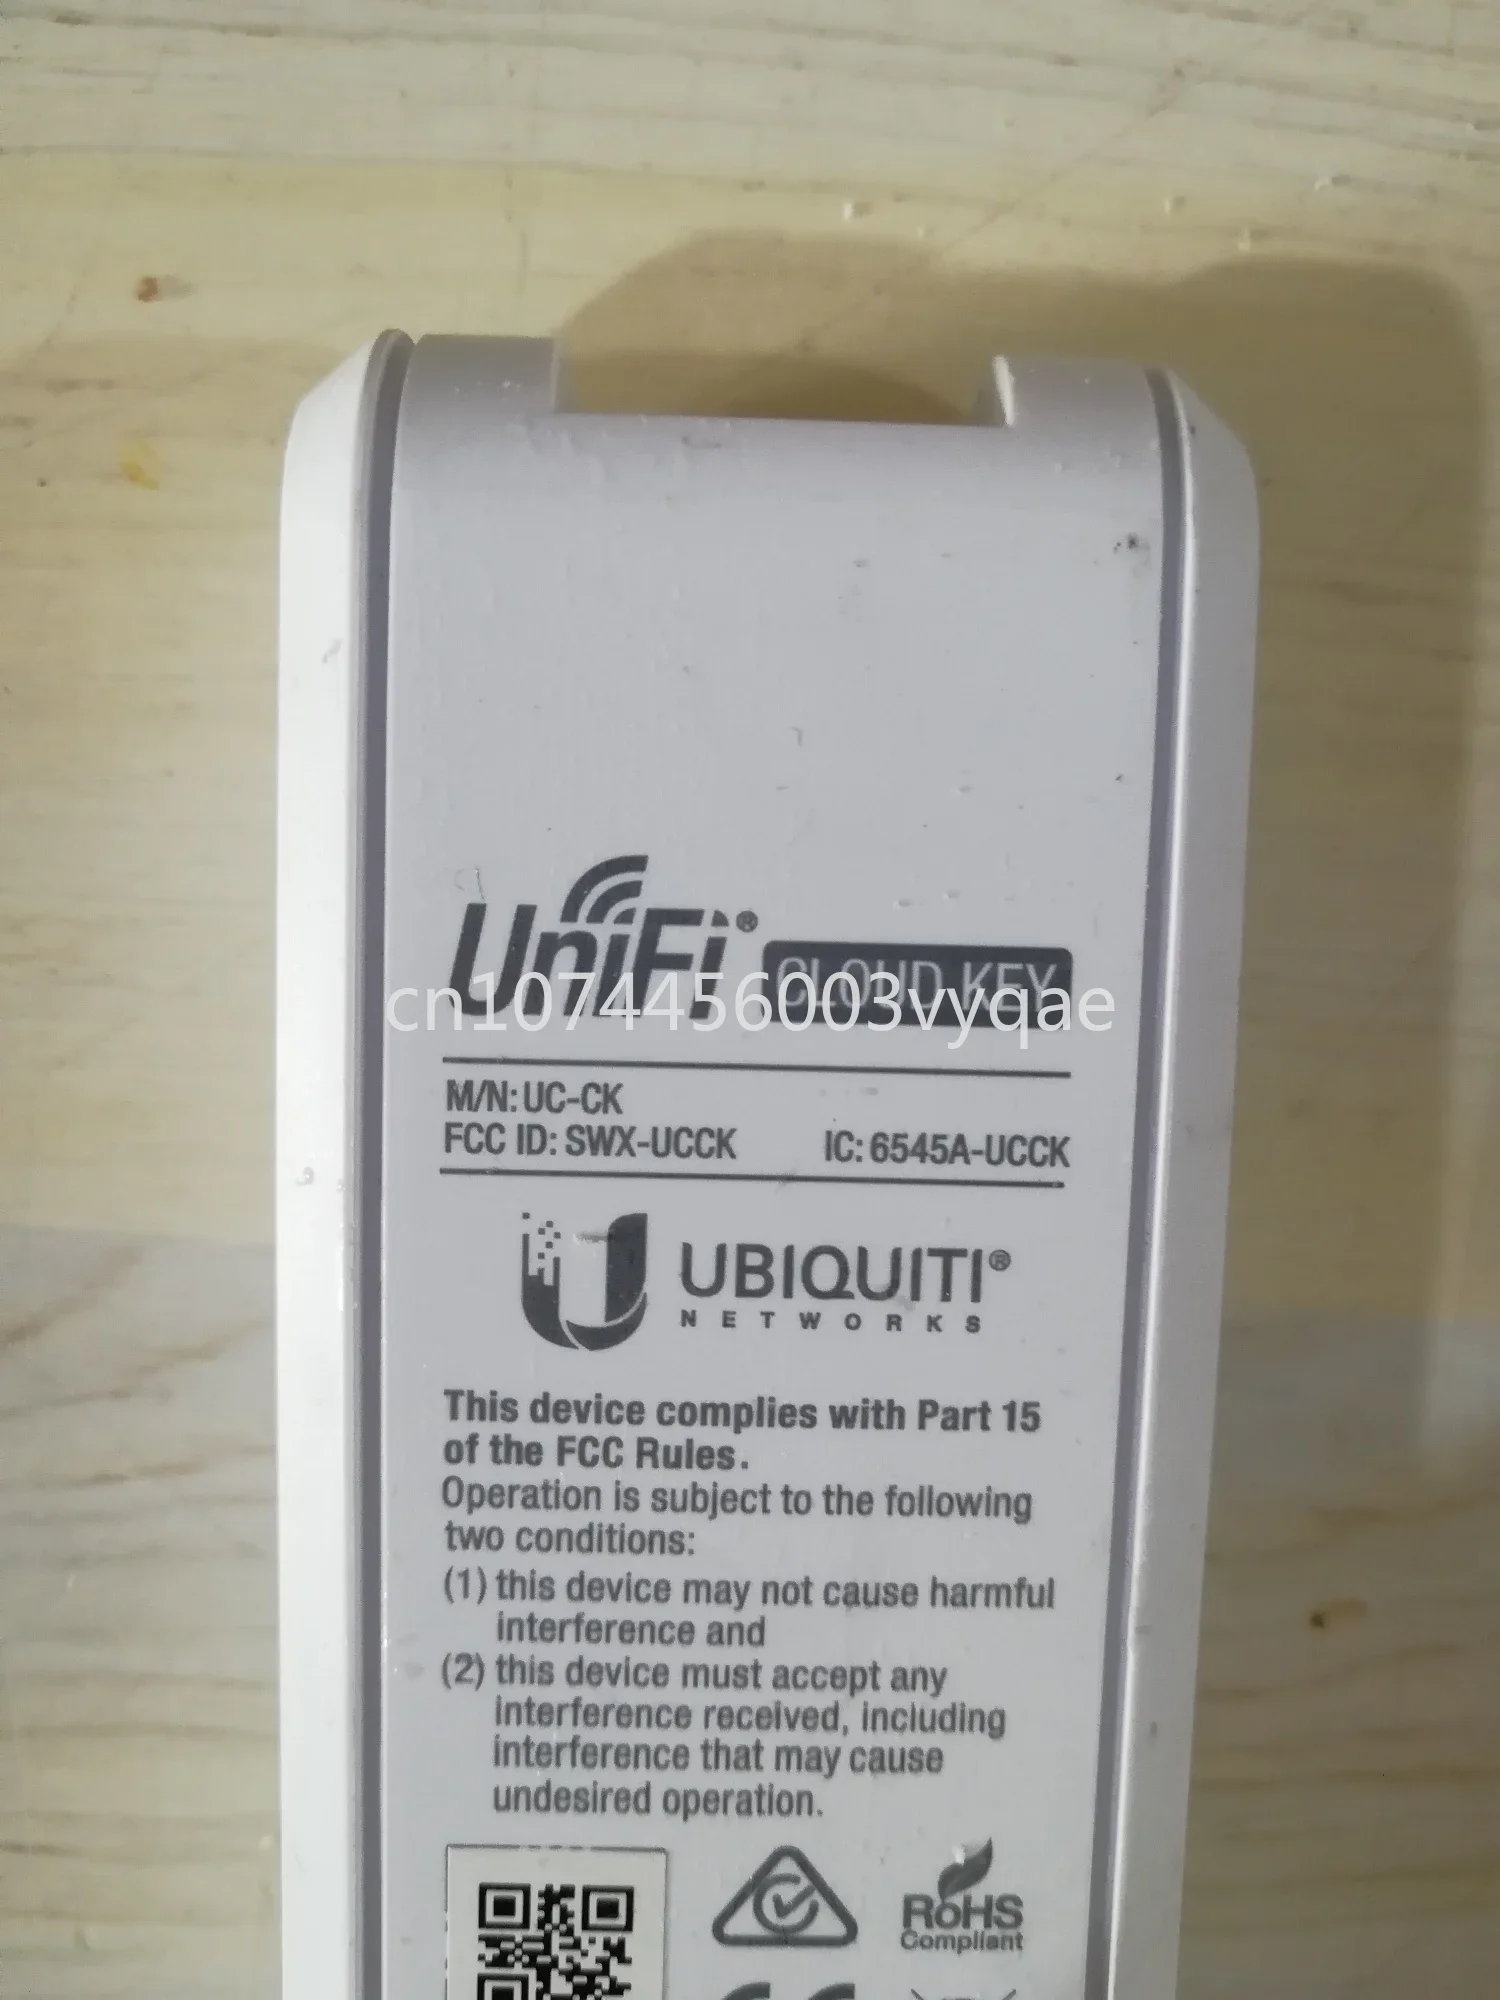 UniFi® CLOUD KEY
cn1074456003vyqae
M/N: UC-CK
FCC ID: SWX-UCCK IC: 6545A-UCCK
UBIQUITI®
NETWORKS
This device complies with Part 15
of the FCC Rules.
Operation is subject to the following
two conditions:
(1) this device may not cause harmful
interference and
(2) this device must accept any
interference received, including
interference that may cause
undesired operation.
RoHS
Compliant